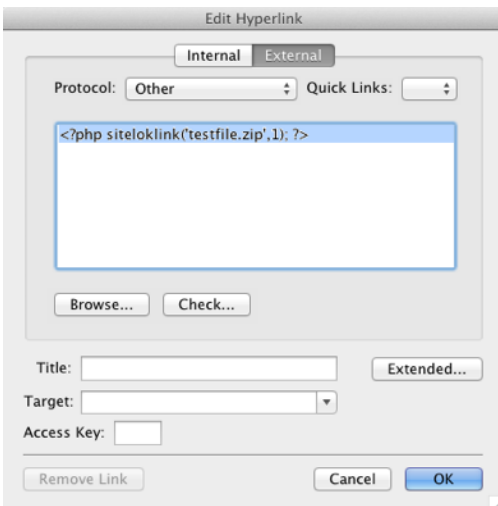 Edit Hyperlink
Internal External
Protocol: Other Quick Links:
<?php siteloklink('testfile.zip',1); ?>
Browse... Check...
Title: Extended...
Target:
Access Key:
Remove Link Cancel OK